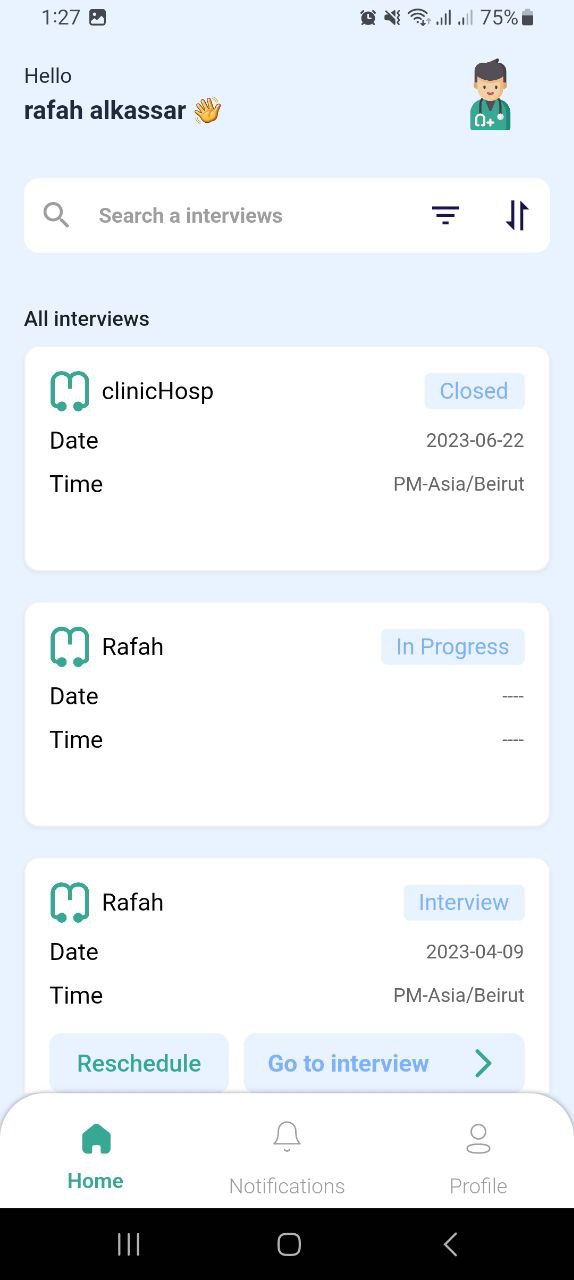 1:27 75%
Hello
rafah alkassar 👋
Search a interviews
All interviews
clinicHosp Closed
Date 2023-06-22
Time PM-Asia/Beirut
Rafah In Progress
Date ----
Time ----
Rafah Interview
Date 2023-04-09
Time PM-Asia/Beirut
Reschedule Go to interview
Home Notifications Profile